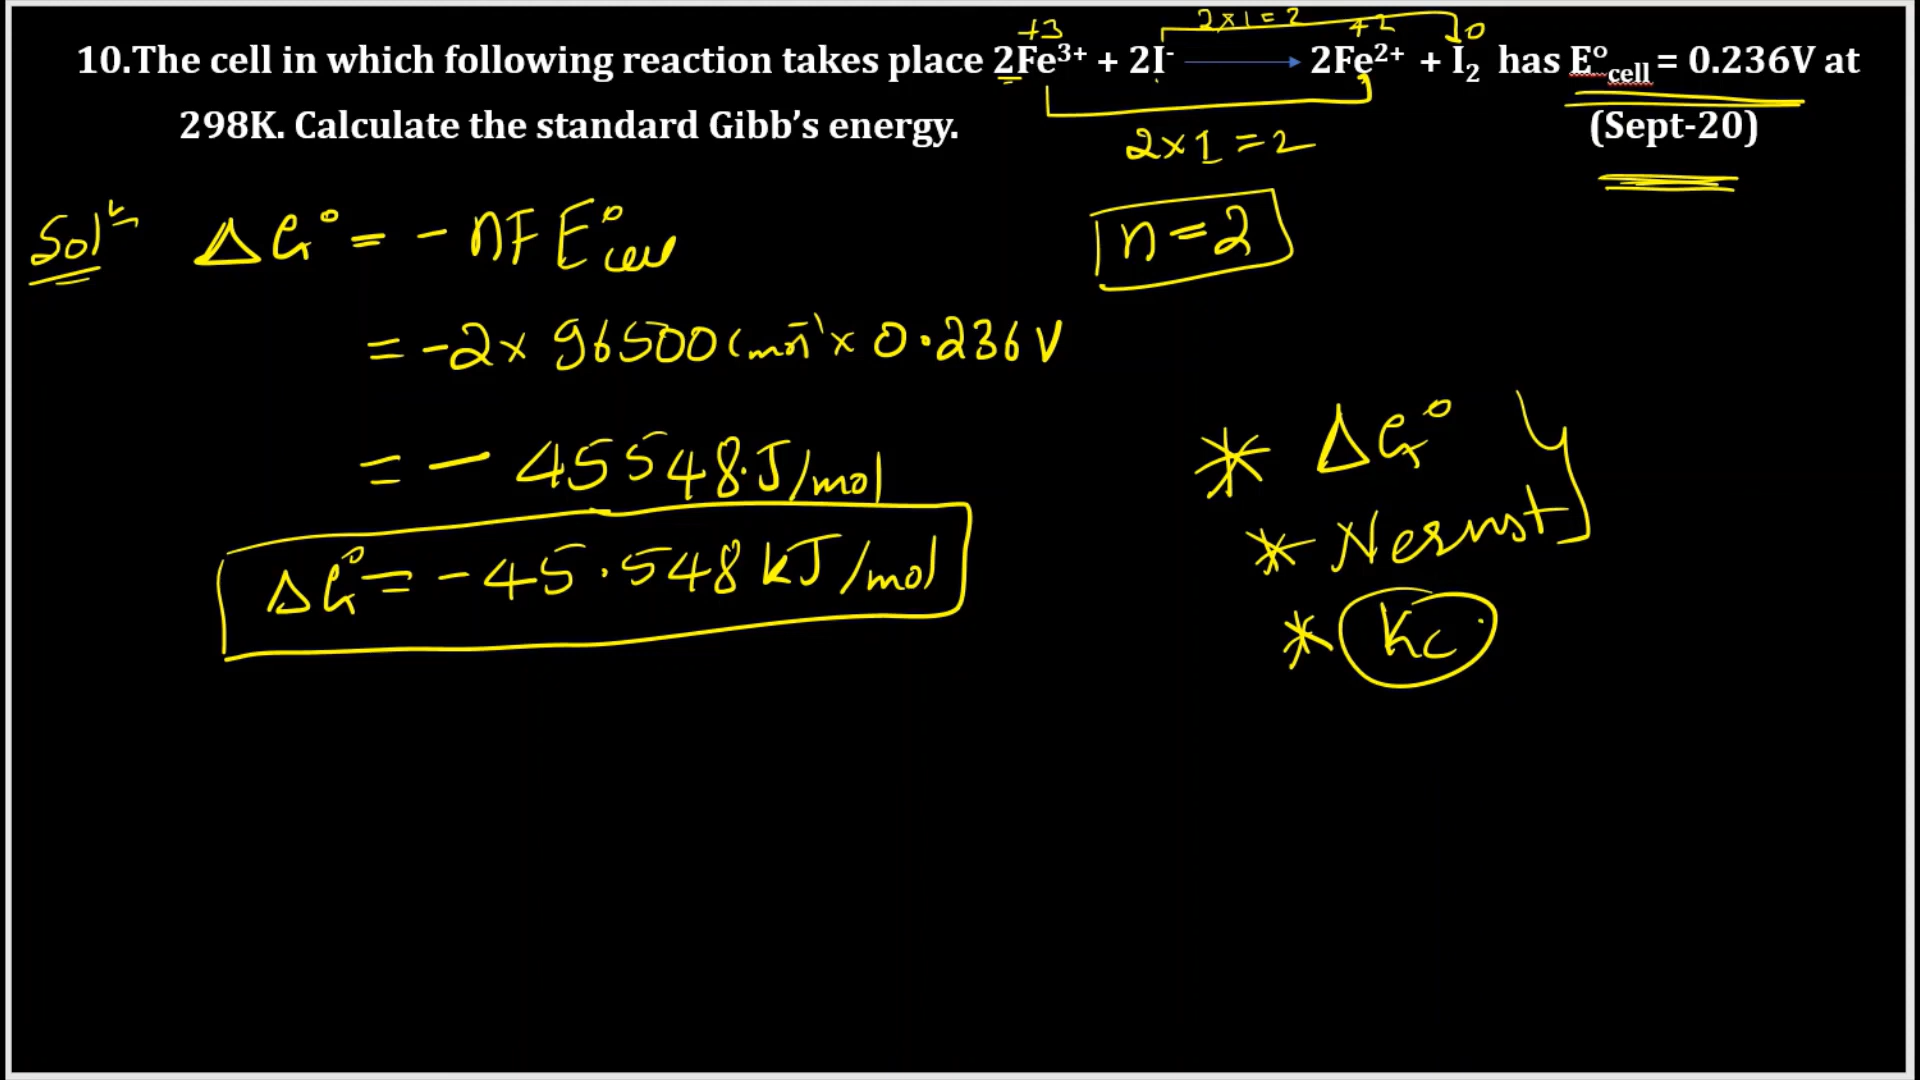 2×1=2
+3 +2 0
10.The cell in which following reaction takes place 2Fe³⁺ + 2I⁻ → 2Fe²⁺ + I₂ has E°cell = 0.236V at
298K. Calculate the standard Gibb's energy. (Sept-20)
2×1=2
Solⁿ ΔG° = - nFE°cell n=2
= -2× 96500 C mol⁻¹ × 0.236 V
* ΔG°
= - 45548 J/mol
* Nernst
ΔG° = -45.548 kJ/mol
* Kc